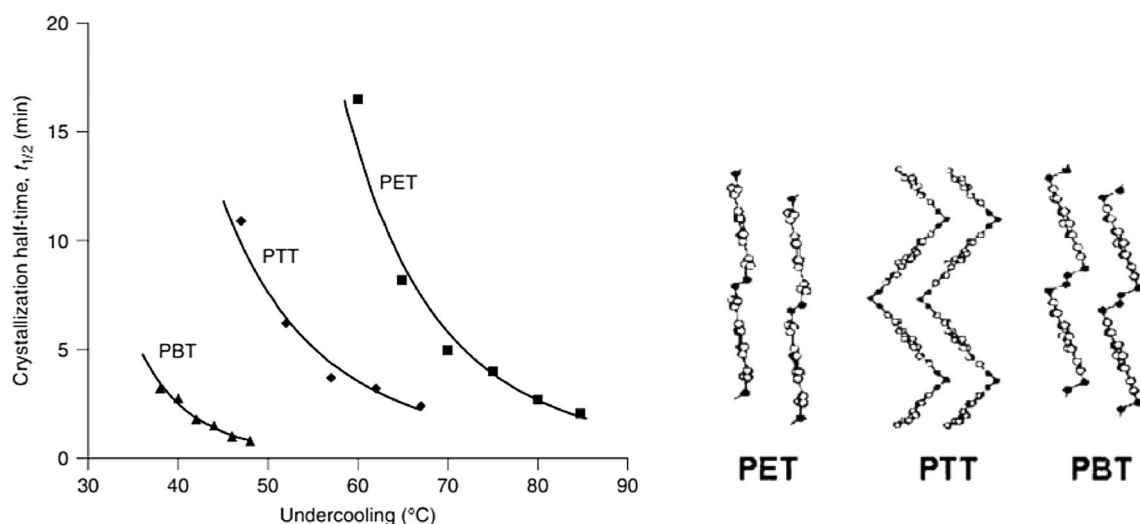 20
15
10
5
0
Crystallization half-time, t1/2 (min)
PBT
PTT
PET
30 40 50 60 70 80 90
Undercooling (°C)
PET PTT PBT